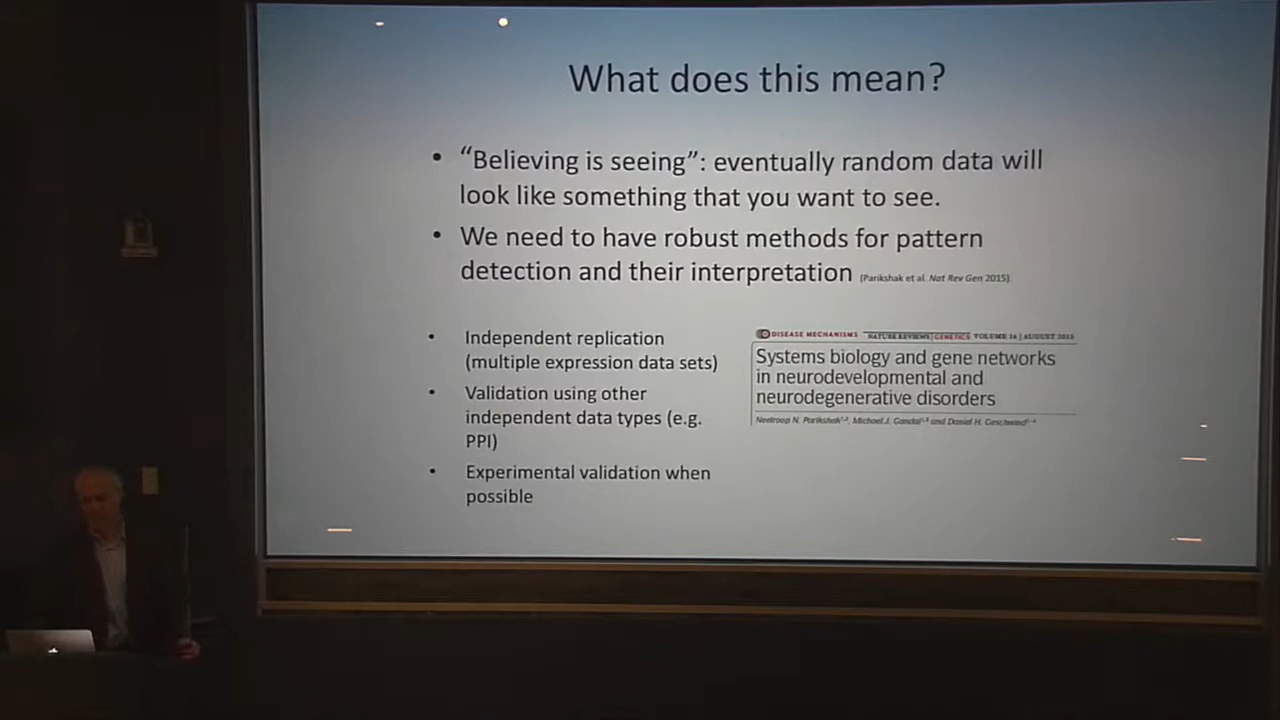 What does this mean?
• “Believing is seeing”: eventually random data will
look like something that you want to see.
• We need to have robust methods for pattern
detection and their interpretation (Parikshak et al. Nat Rev Gen 2015).
• Independent replication
(multiple expression data sets)
• Validation using other
independent data types (e.g.
PPI)
• Experimental validation when
possible
DISEASE MECHANISMS NATURE REVIEWS | GENETICS VOLUME 16 | AUGUST 2015
Systems biology and gene networks
in neurodevelopmental and
neurodegenerative disorders
Neelroop N. Parikshak, Michael J. Gandal and Daniel H. Geschwind